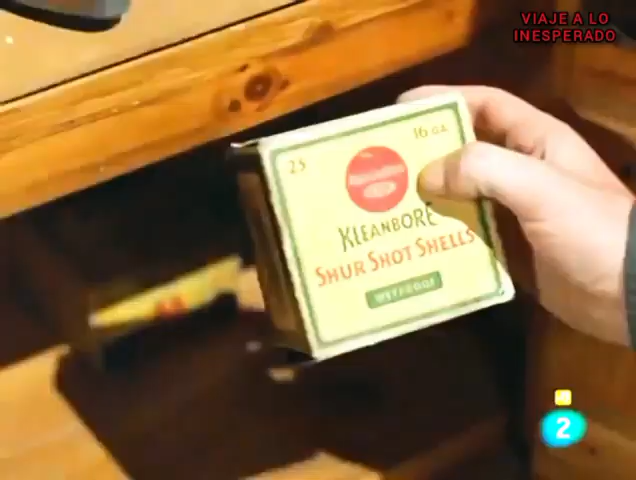 VIAJE A LO
INESPERADO
25
16 GA.
KLEANBORE
SHUR SHOT SHELLS
WETPROOF
2